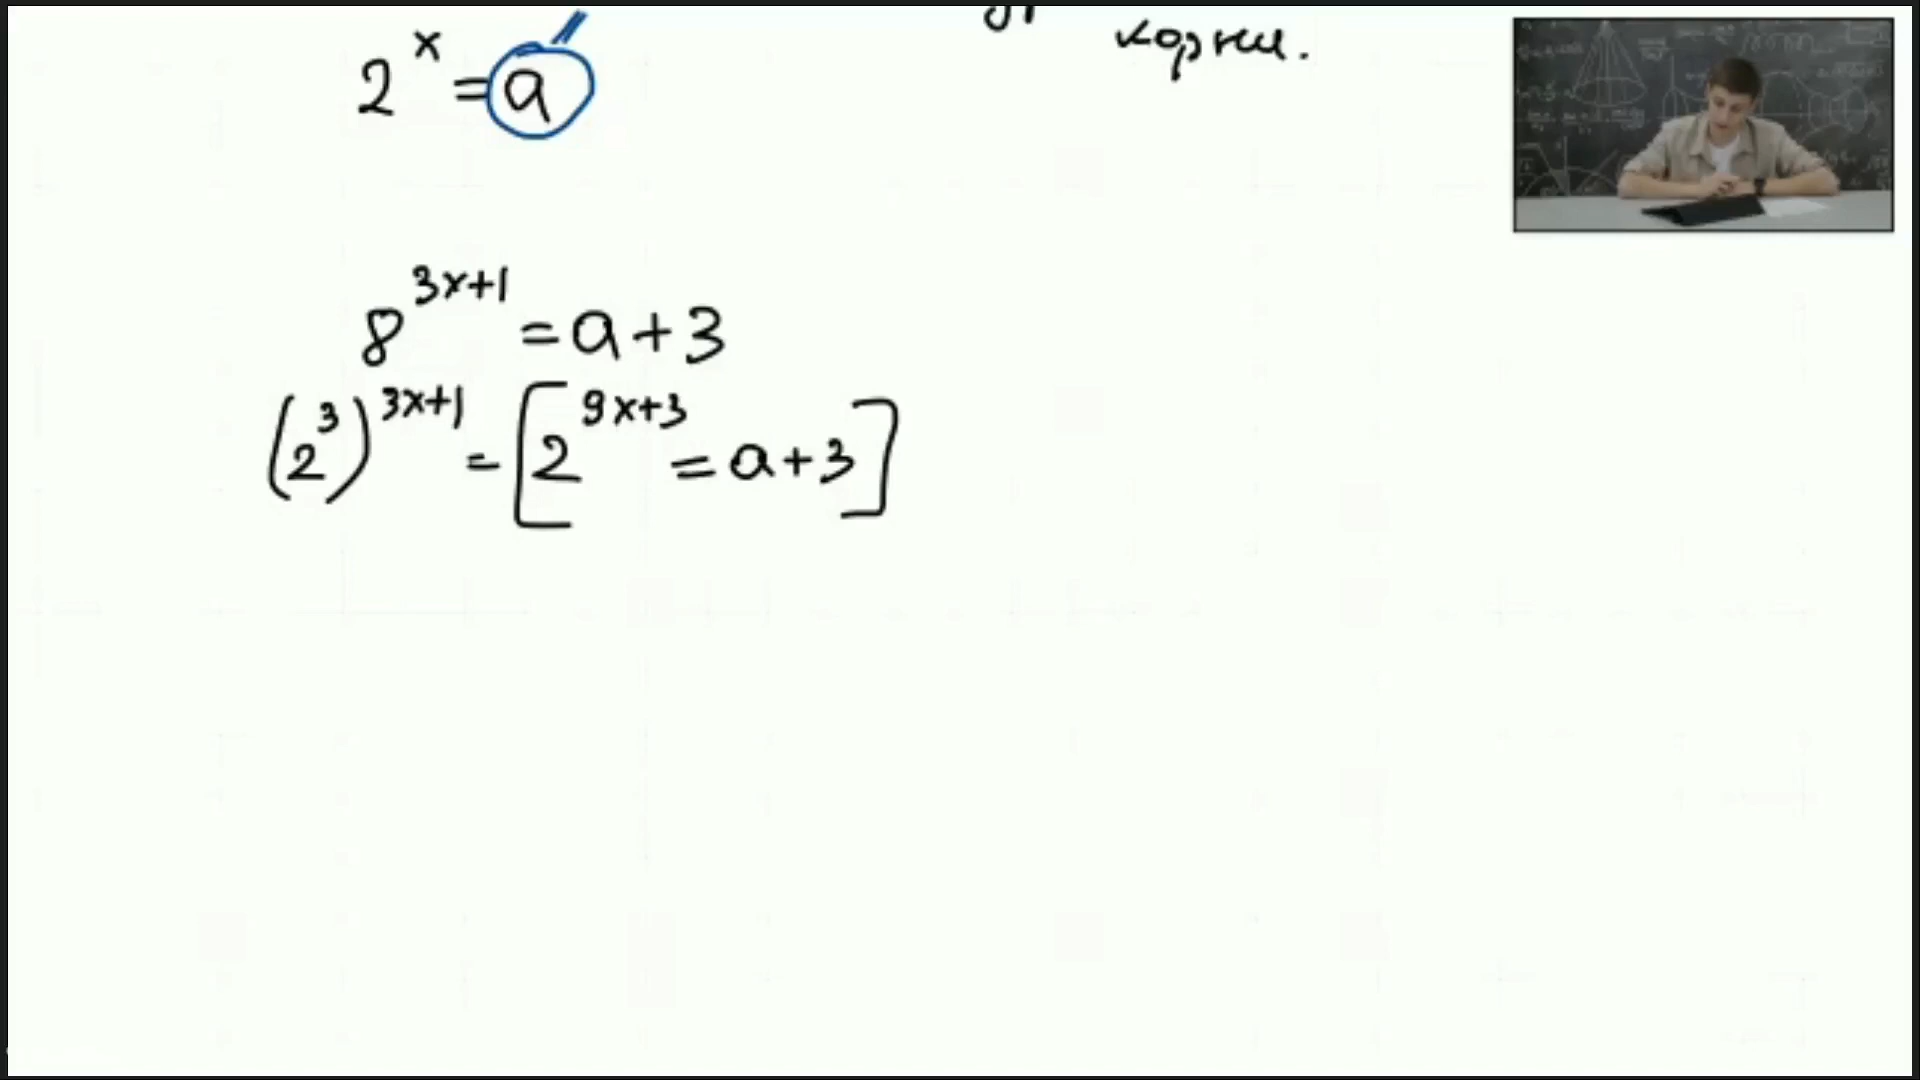 корни.
2^x = a
8^{3x+1} = a+3
(2^3)^{3x+1} = [2^{9x+3} = a+3]